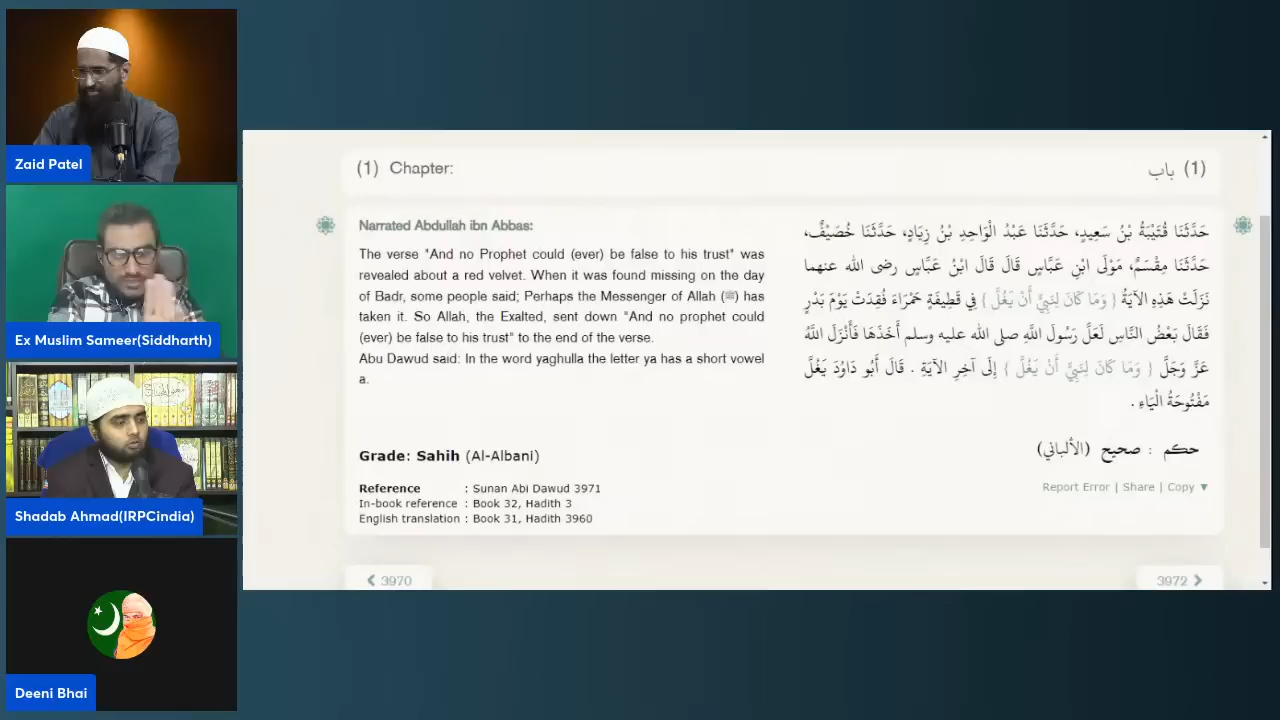 Zaid Patel
Ex Muslim Sameer(Siddharth)
Shadab Ahmad(IRPCindia)
Deeni Bhai
(1) Chapter:
(1) باب
Narrated Abdullah ibn Abbas:
The verse "And no Prophet could (ever) be false to his trust" was
revealed about a red velvet. When it was found missing on the day
of Badr, some people said; Perhaps the Messenger of Allah (ﷺ) has
taken it. So Allah, the Exalted, sent down "And no prophet could
(ever) be false to his trust" to the end of the verse.
Abu Dawud said: In the word yaghulla the letter ya has a short vowel
a.
حَدَّثَنَا قُتَيْبَةُ بْنُ سَعِيدٍ، حَدَّثَنَا عَبْدُ الْوَاحِدِ بْنُ زِيَادٍ، حَدَّثَنَا خُصَيْفٌ،
حَدَّثَنَا مِقْسَمٌ، مَوْلَى ابْنِ عَبَّاسٍ قَالَ قَالَ ابْنُ عَبَّاسٍ رضى الله عنهما
نَزَلَتْ هَذِهِ الآيَةُ { وَمَا كَانَ لِنَبِيٍّ أَنْ يَغُلَّ } فِي قَطِيفَةٍ حَمْرَاءَ فُقِدَتْ يَوْمَ بَدْرٍ
فَقَالَ بَعْضُ النَّاسِ لَعَلَّ رَسُولَ اللَّهِ صلى الله عليه وسلم أَخَذَهَا فَأَنْزَلَ اللَّهُ
عَزَّ وَجَلَّ { وَمَا كَانَ لِنَبِيٍّ أَنْ يَغُلَّ } إِلَى آخِرِ الآيَةِ . قَالَ أَبُو دَاوُدَ يَغُلَّ
مَفْتُوحَةُ الْيَاءِ .
Grade: Sahih (Al-Albani)
حكم : صحيح (الألباني)
Reference : Sunan Abi Dawud 3971
In-book reference : Book 32, Hadith 3
English translation : Book 31, Hadith 3960
Report Error | Share | Copy ▼
3970
3972